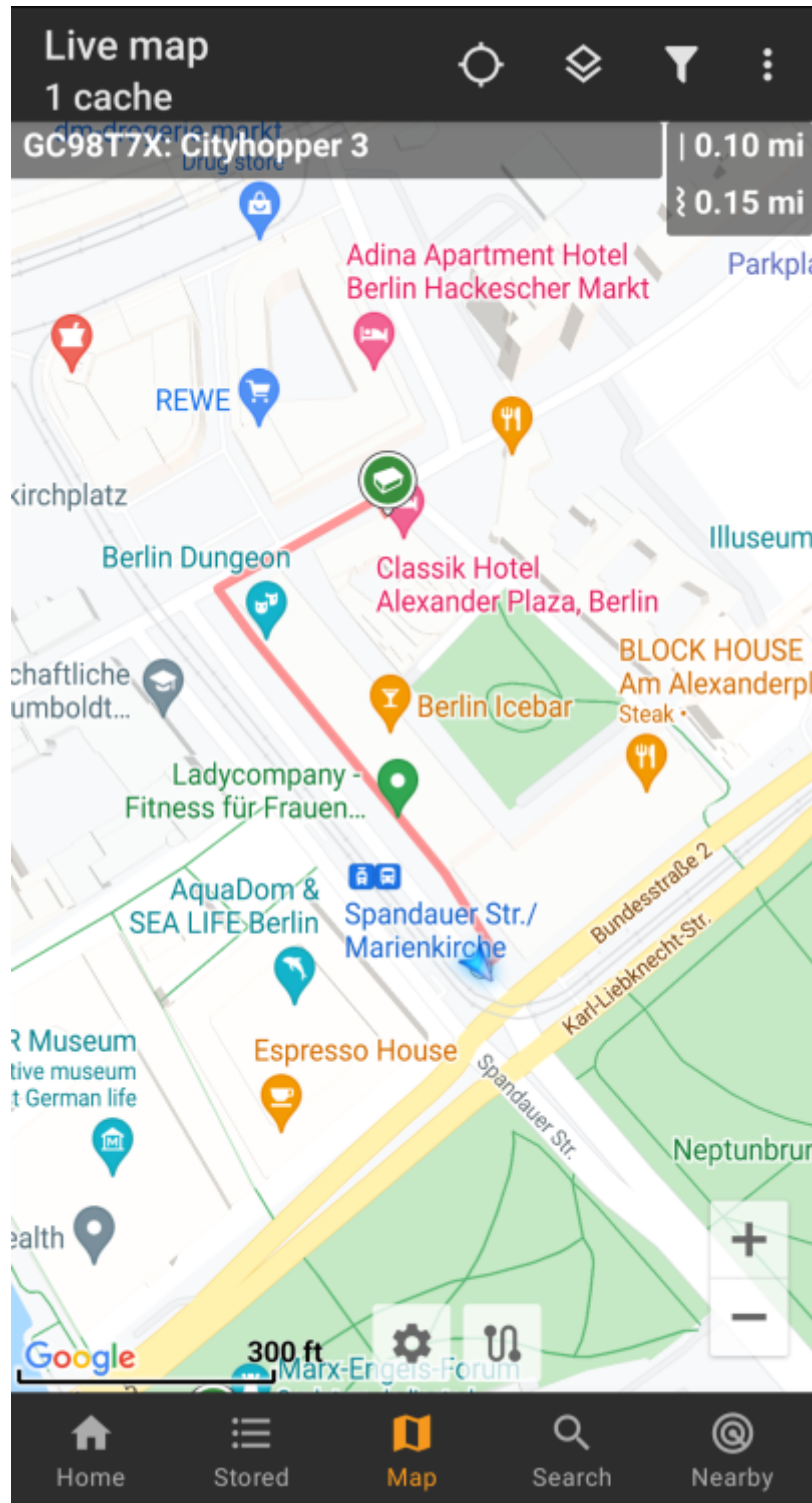 Live map
1 cache
dm-drogerie markt
Drug store
GC98T7X: Cityhopper 3
| 0.10 mi
0.15 mi
Adina Apartment Hotel
Berlin Hackescher Markt
Parkpla
REWE
kirchplatz
Illuseum
Berlin Dungeon
Classik Hotel
Alexander Plaza, Berlin
chaftliche
umboldt...
BLOCK HOUSE
Am Alexanderpl
Steak •
Berlin Icebar
Ladycompany -
Fitness für Frauen...
Bundesstraße 2
AquaDom &
SEA LIFE Berlin
Spandauer Str./
Marienkirche
Karl-Liebknecht-Str.
R Museum
tive museum
t German life
Espresso House
Spandauer Str.
Neptunbrun
ealth
+
−
Google
300 ft
Marx-Engels-Forum
Home
Stored
Map
Search
Nearby